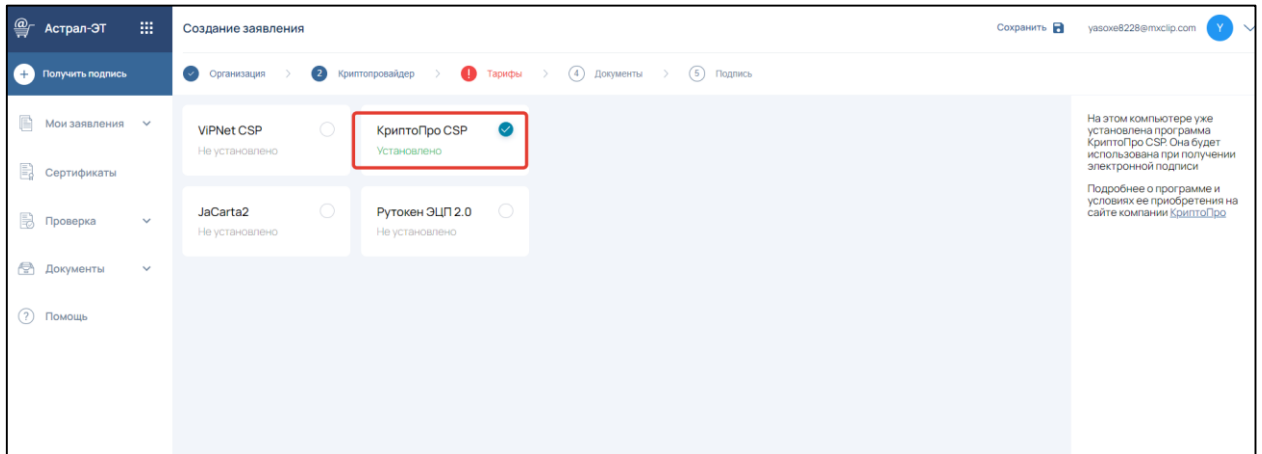 Астрал-ЭТ
Создание заявления
Сохранить
yasoxe8228@mxclip.com
Y
Получить подпись
Организация > 2 Криптопровайдер > ! Тарифы > 4 Документы > 5 Подпись
Мои заявления
Сертификаты
Проверка
Документы
? Помощь
ViPNet CSP
Не установлено
КриптоПро CSP
Установлено
JaCarta2
Не установлено
Рутокен ЭЦП 2.0
Не установлено
На этом компьютере уже
установлена программа
КриптоПро CSP. Она будет
использована при получении
электронной подписи
Подробнее о программе и
условиях ее приобретения на
сайте компании КриптоПро